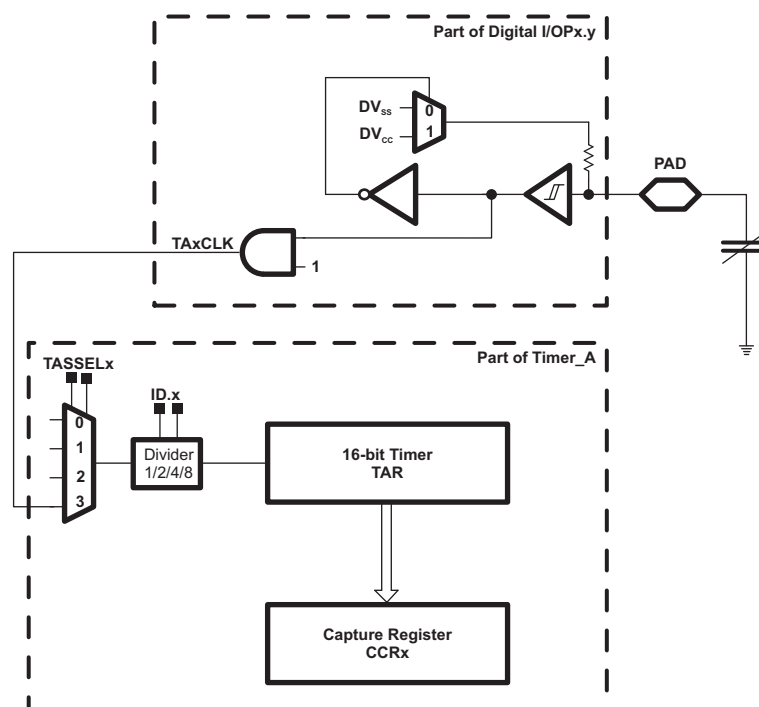 Part of Digital I/OPx.y
DVss
0
DVcc
1
PAD
TAxCLK
1
Part of Timer_A
TASSELx
ID.x
0
1
2
3
Divider
1/2/4/8
16-bit Timer
TAR
Capture Register
CCRx